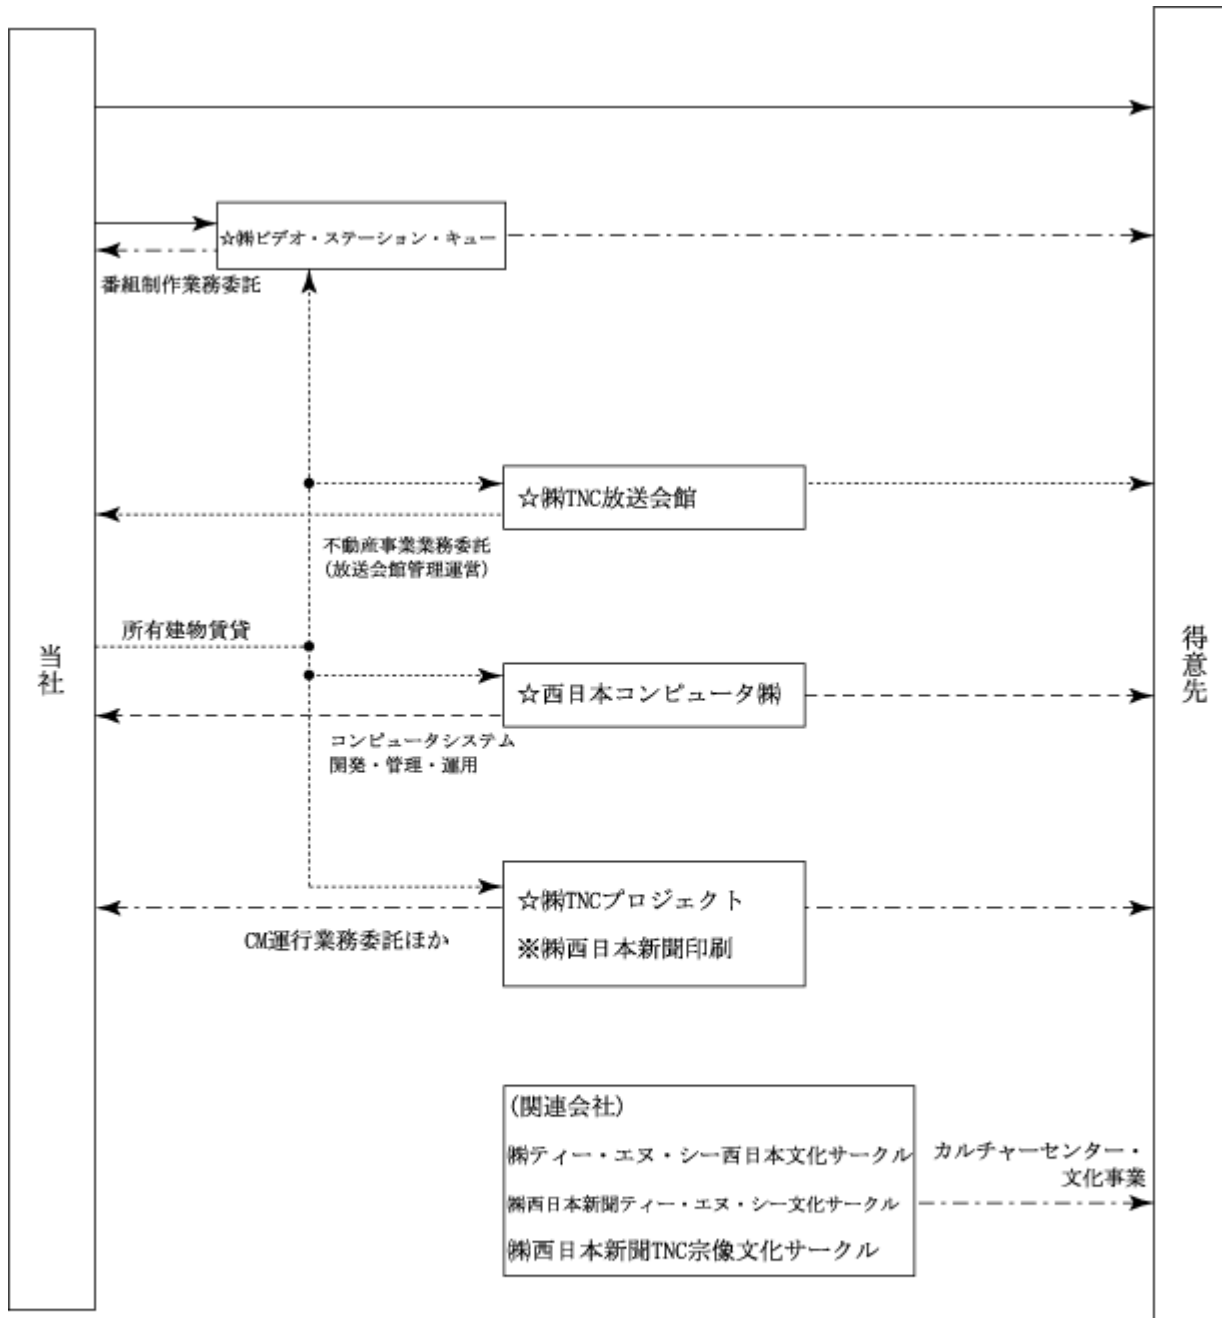 ☆㈱ビデオ・ステーション・キュー
番組制作業務委託
☆㈱TNC放送会館
不動産事業業務委託
(放送会館管理運営)
所有建物賃貸
当社
得意先
☆西日本コンピュータ㈱
コンピュータシステム
開発・管理・運用
☆㈱TNCプロジェクト
※㈱西日本新聞印刷
CM運行業務委託ほか
(関連会社)
㈱ティー・エヌ・シー西日本文化サークル
㈱西日本新聞ティー・エヌ・シー文化サークル
㈱西日本新聞TNC宗像文化サークル
カルチャーセンター・
文化事業